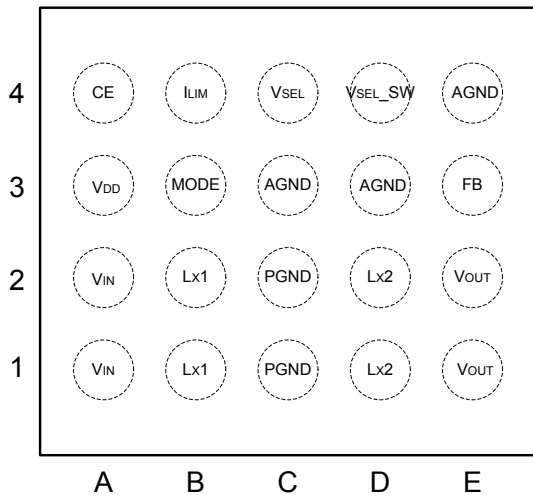 4 CE ILIM VSEL VSEL_SW AGND
3 VDD MODE AGND AGND FB
2 VIN LX1 PGND LX2 VOUT
1 VIN LX1 PGND LX2 VOUT
A B C D E